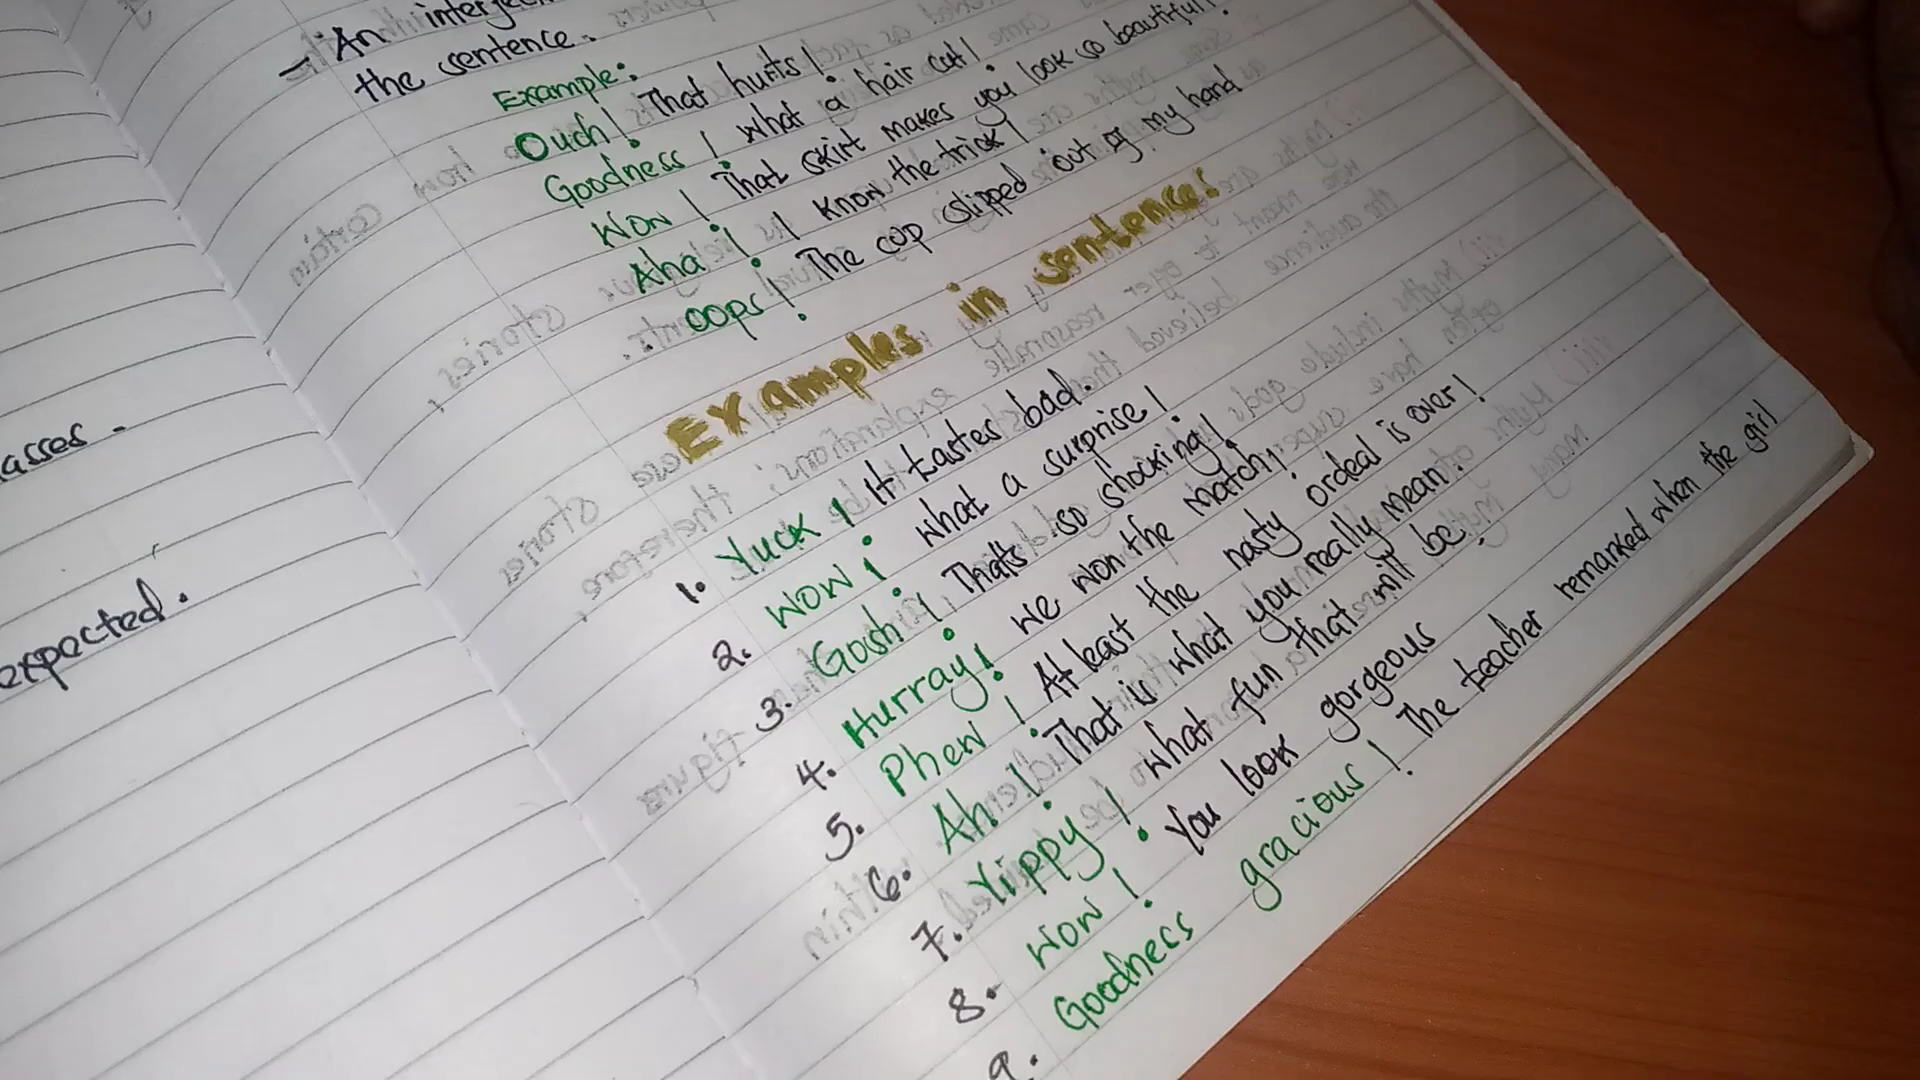 asses.
expected.
- An interjec
the sentence.
Example:
Ouch! That hurts!
Goodness! what a hair cut!
Wow! That skirt makes you look so beautiful!
Aha! I know the trick!
oops! The cup slipped out of my hand
Examples in sentence:
1. Yuck! It tastes bad.
2. Wow! what a surprise!
3. Gosh! Thats so shocking!
4. Hurray! we won the match!
5. Phew! At least the nasty ordeal is over!
6. Ah! That is what you really mean!
7. Yippy! what fun that will be!
8. Wow! You look gorgeous
9. Goodness gracious! The teacher remarked when the girl